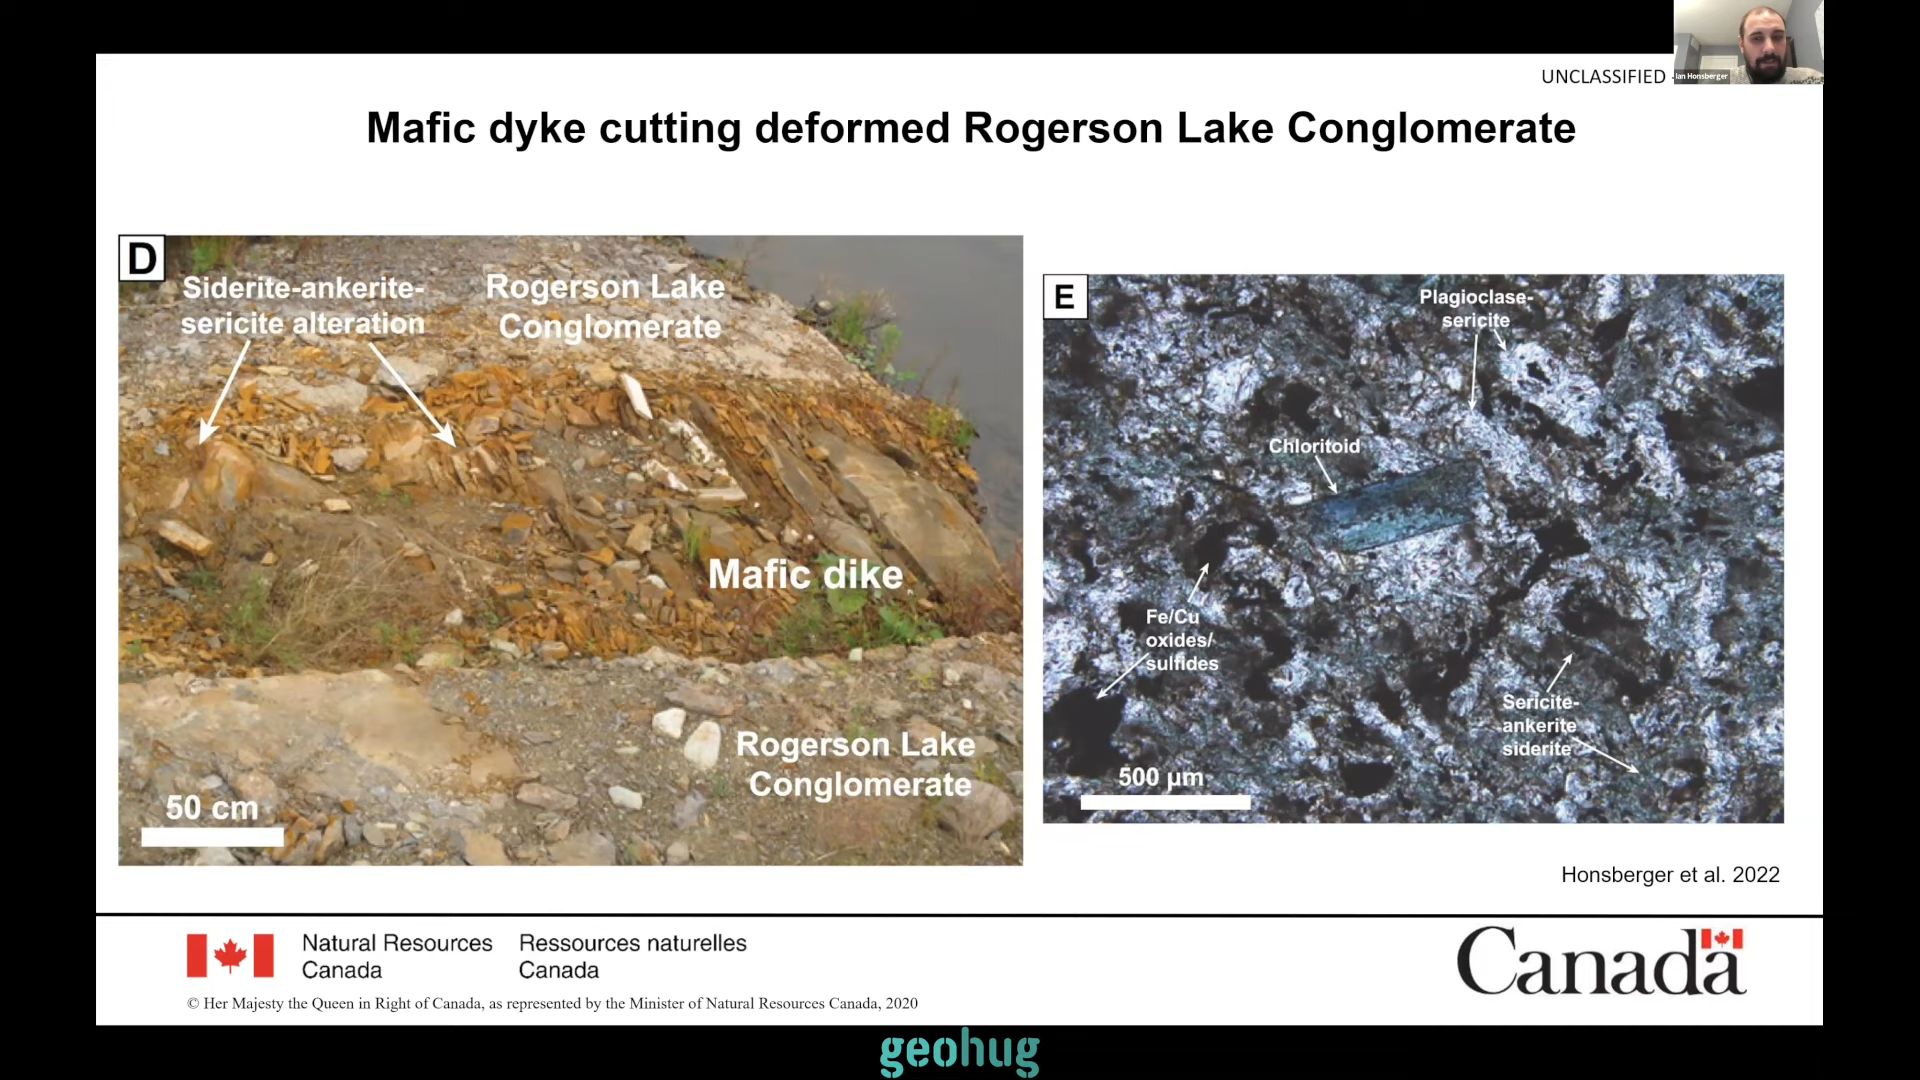 UNCLASSIFIED -
Ian Honsberger
Mafic dyke cutting deformed Rogerson Lake Conglomerate
D
Siderite-ankerite-
sericite alteration
Rogerson Lake
Conglomerate
Mafic dike
Rogerson Lake
Conglomerate
50 cm
E
Plagioclase-
sericite
Chloritoid
Fe/Cu
oxides/
sulfides
Sericite-
ankerite
siderite
500 µm
Honsberger et al. 2022
Natural Resources
Canada
Ressources naturelles
Canada
Canada
© Her Majesty the Queen in Right of Canada, as represented by the Minister of Natural Resources Canada, 2020
geohug